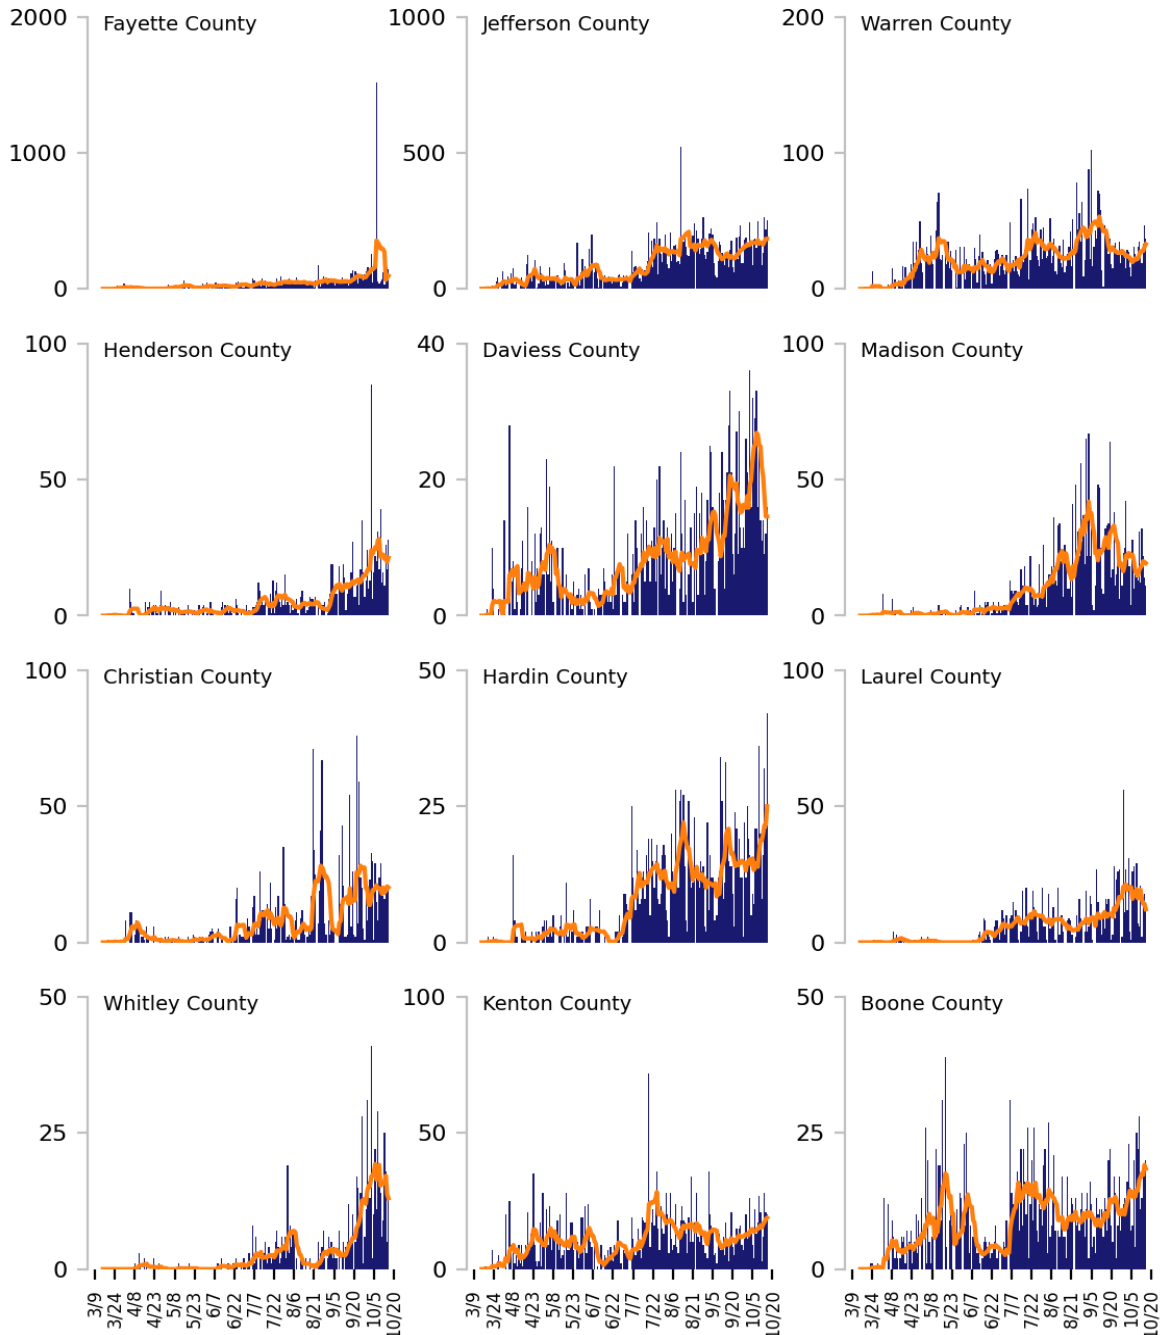 2000 Fayette County 1000 Jefferson County 200 Warren County
1000 500 100
0 0 0
100 Henderson County 40 Daviess County 100 Madison County
50 20 50
0 0 0
100 Christian County 50 Hardin County 100 Laurel County
50 25 50
0 0 0
50 Whitley County 100 Kenton County 50 Boone County
25 50 25
0 0 0
3/9 3/24 4/8 4/23 5/8 5/23 6/7 6/22 7/7 7/22 8/6 8/21 9/5 9/20 10/5 10/20 3/9 3/24 4/8 4/23 5/8 5/23 6/7 6/22 7/7 7/22 8/6 8/21 9/5 9/20 10/5 10/20 3/9 3/24 4/8 4/23 5/8 5/23 6/7 6/22 7/7 7/22 8/6 8/21 9/5 9/20 10/5 10/20